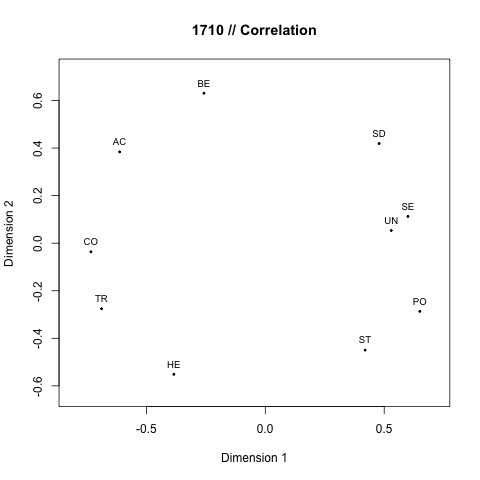 1710 // Correlation
BE
SD
AC
SE
UN
CO
TR
PO
ST
HE
0.6
0.4
0.2
0.0
-0.2
-0.4
-0.6
Dimension 2
-0.5
0.0
0.5
Dimension 1